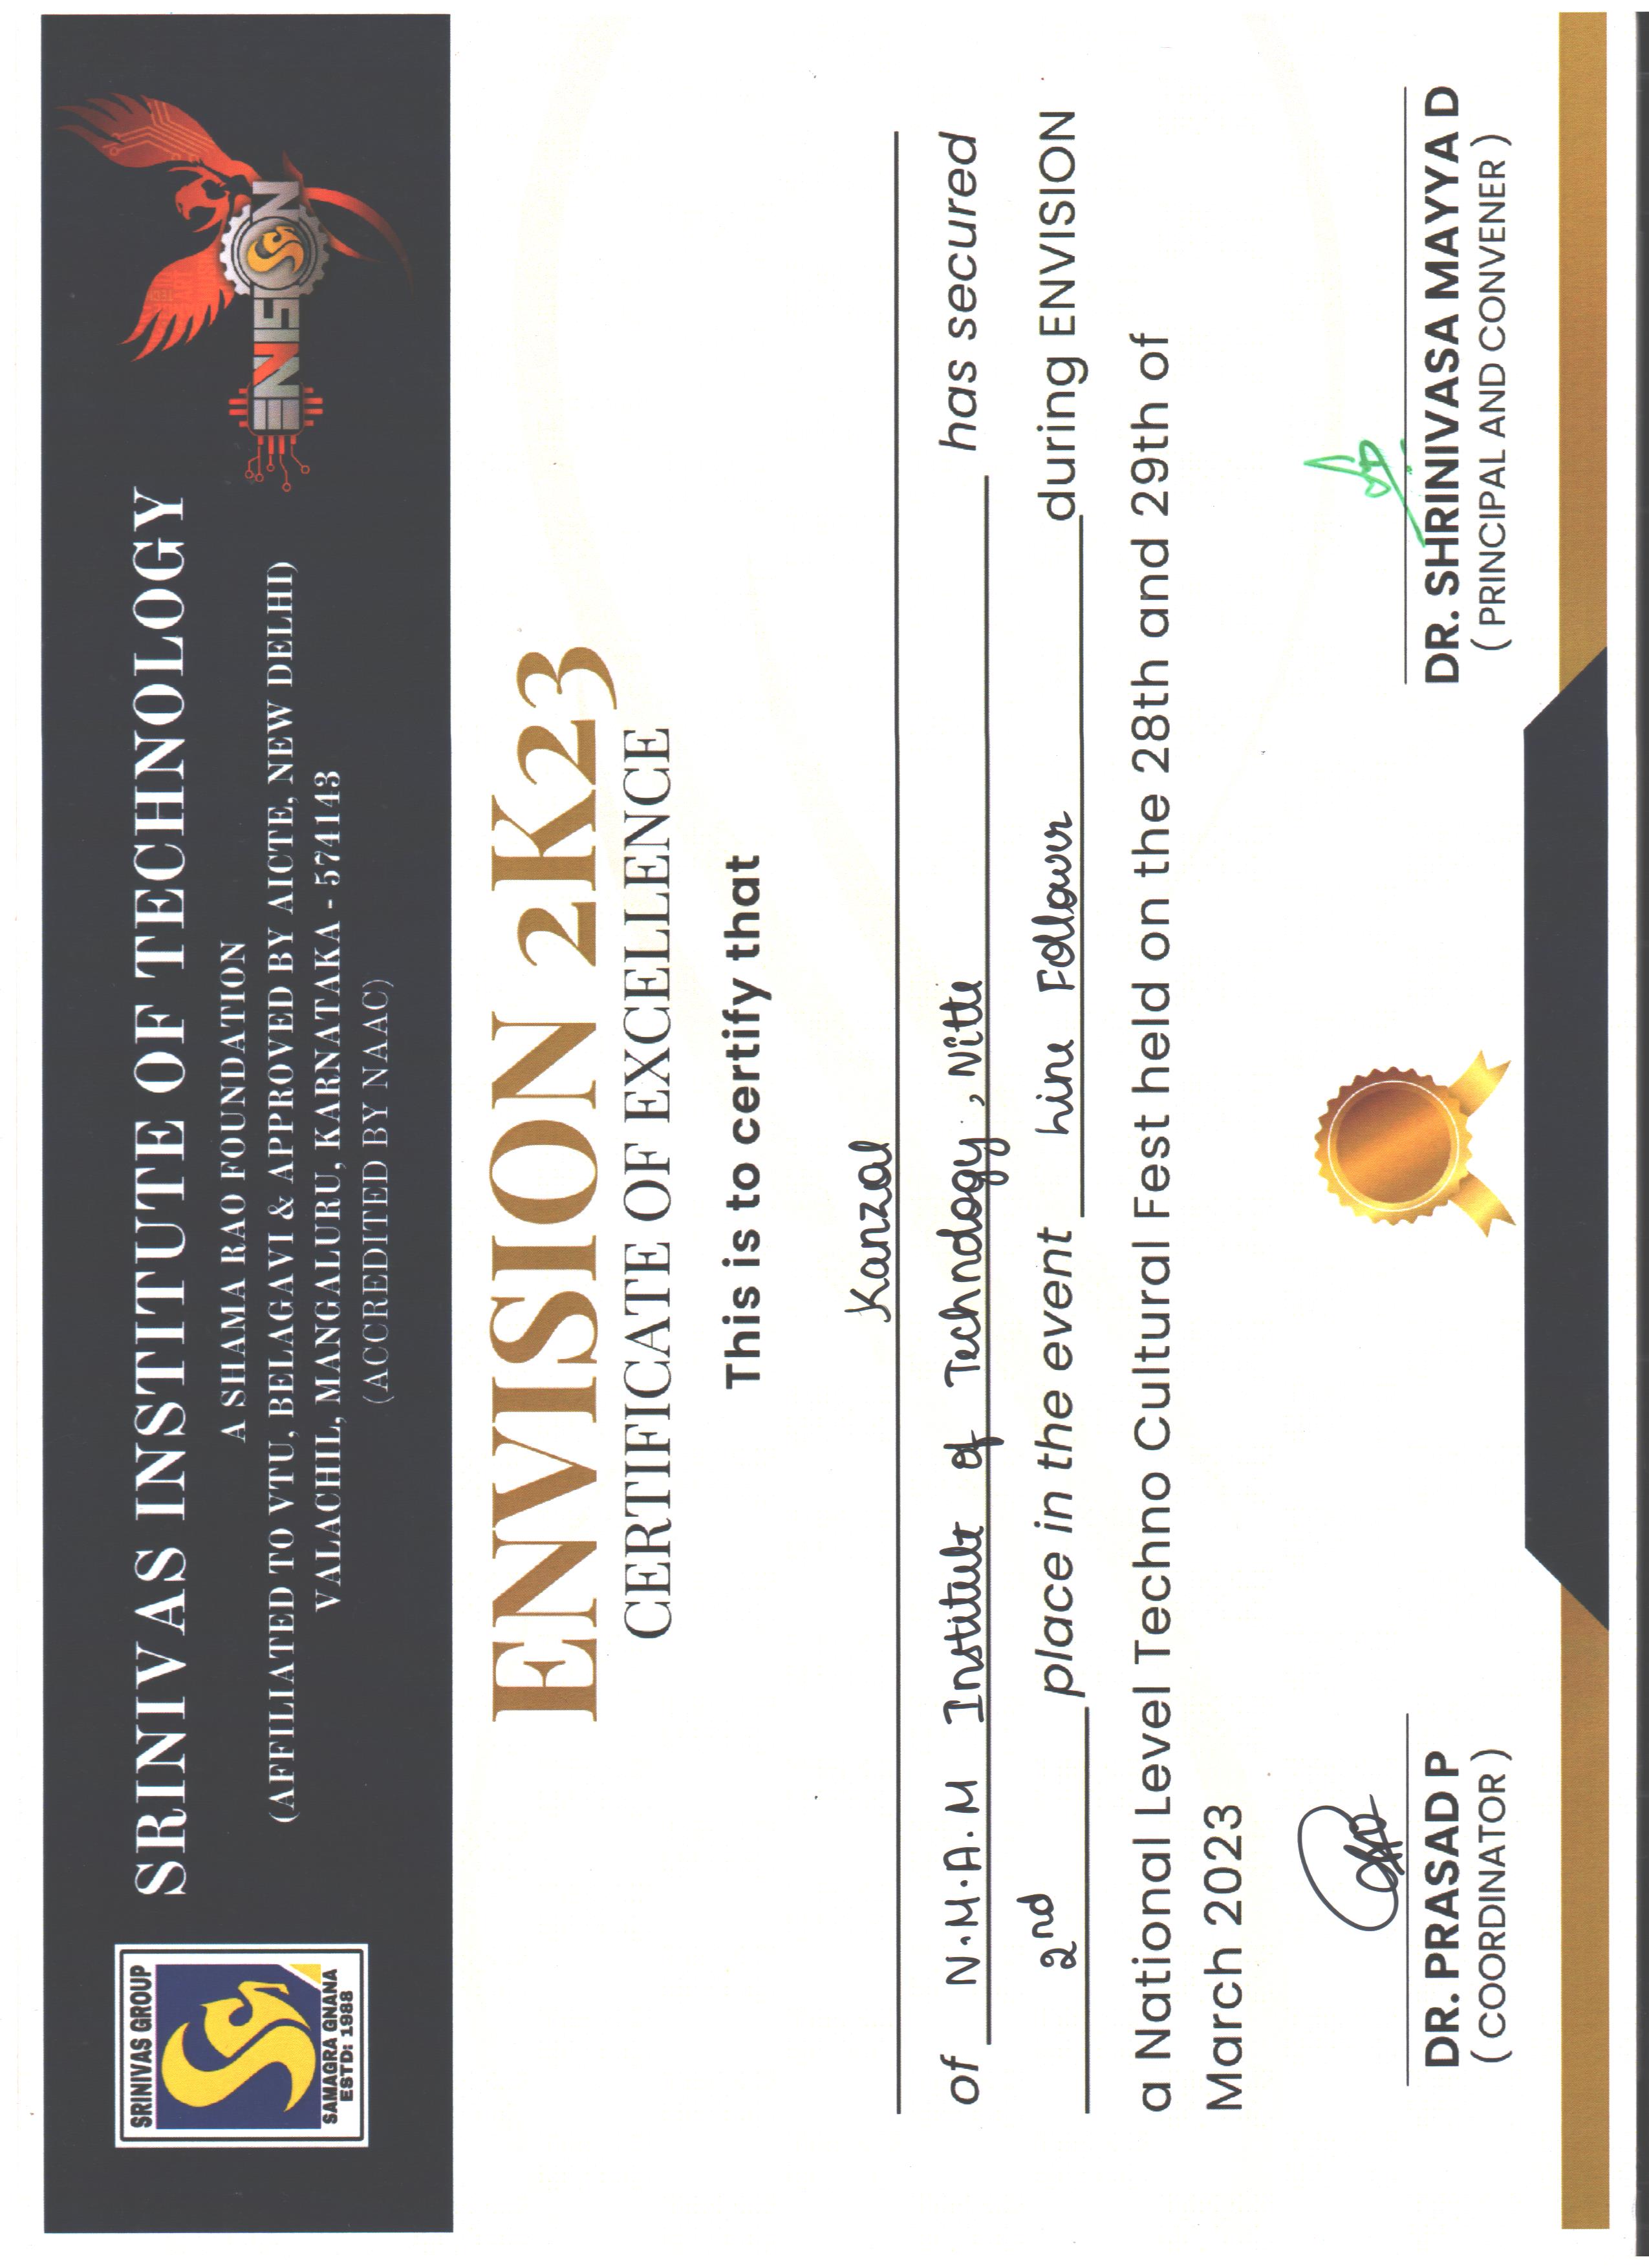 SRINIVAS GROUP
SAMAGRA GNANA
ESTD: 1988
SRINIVAS INSTITUTE OF TECHNOLOGY
A SHAMA RAO FOUNDATION
(AFFILIATED TO VTU, BELAGAVI & APPROVED BY AICTE, NEW DELHI)
VALACHIL, MANGALURU, KARNATAKA - 574143
(ACCREDITED BY NAAC)
ENVISION
ENVISION 2K23
CERTIFICATE OF EXCELLENCE
This is to certify that
Kanzal
of N.M.A.M Institute of Technology, Nitte has secured
2nd place in the event Line Follower during ENVISION
a National Level Techno Cultural Fest held on the 28th and 29th of
March 2023
DR. PRASAD P
( COORDINATOR )
DR. SHRINIVASA MAYYA D
( PRINCIPAL AND CONVENER )